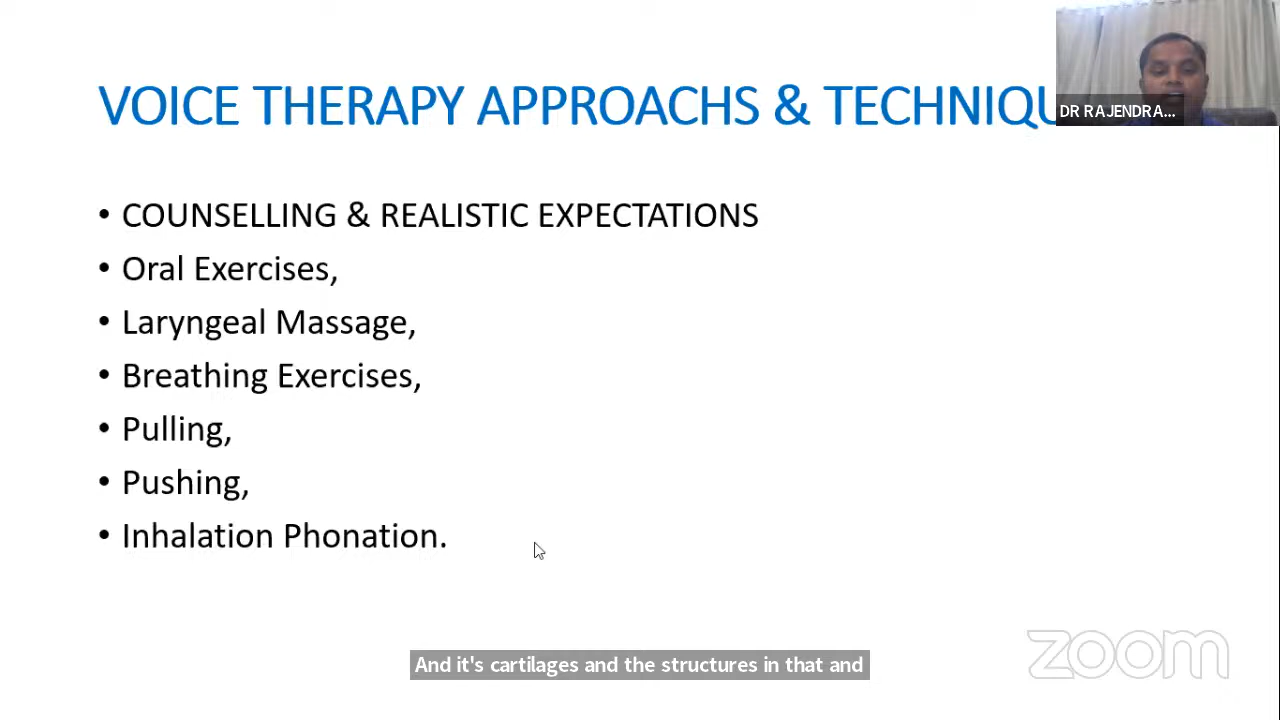 VOICE THERAPY APPROACHS & TECHNIQU
DR RAJENDRA...
• COUNSELLING & REALISTIC EXPECTATIONS
• Oral Exercises,
• Laryngeal Massage,
• Breathing Exercises,
• Pulling,
• Pushing,
• Inhalation Phonation.
zoom
And it's cartilages and the structures in that and